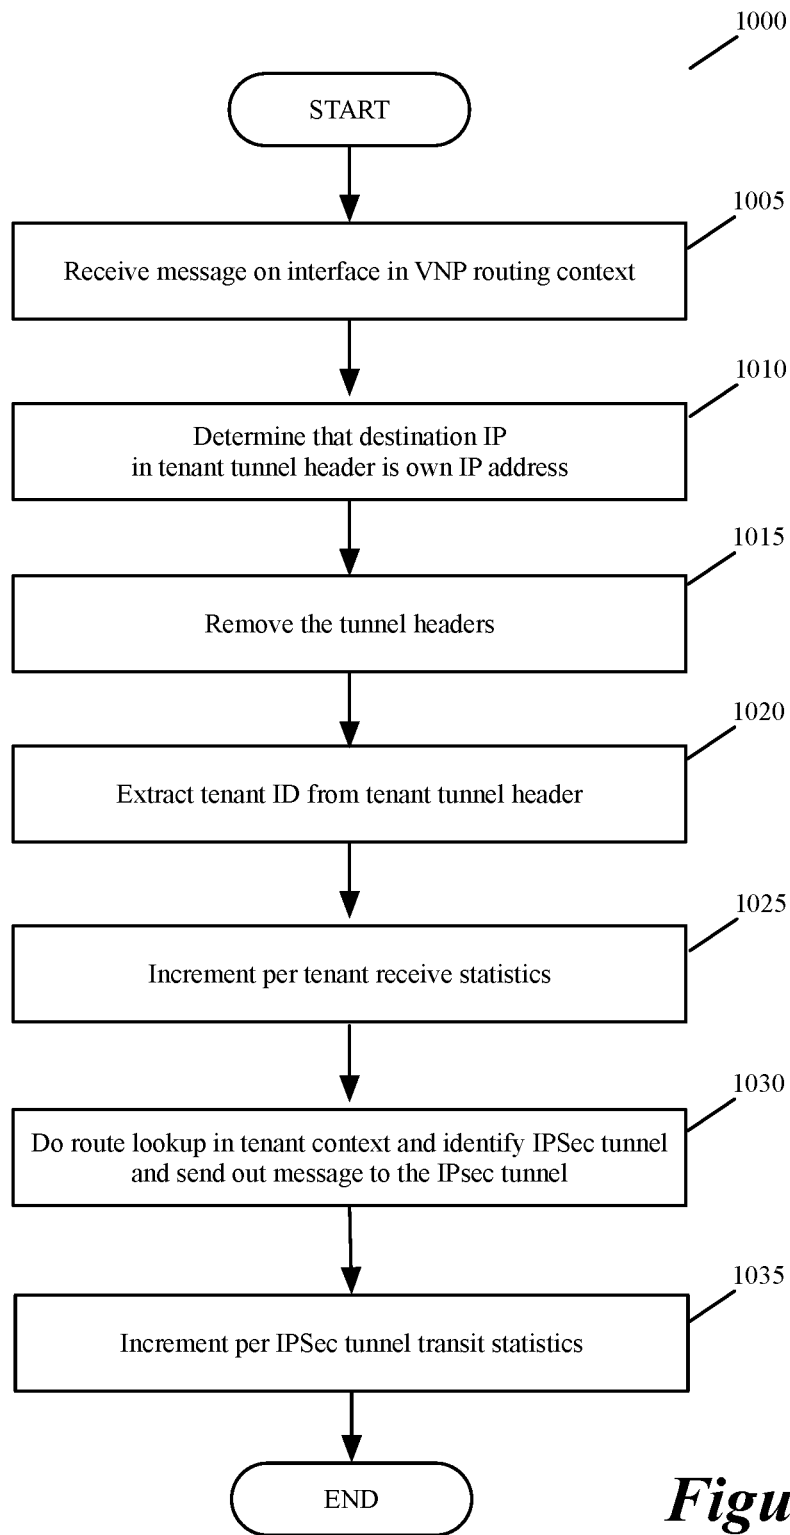 1000
START
1005
Receive message on interface in VNP routing context
1010
Determine that destination IP
in tenant tunnel header is own IP address
1015
Remove the tunnel headers
1020
Extract tenant ID from tenant tunnel header
1025
Increment per tenant receive statistics
1030
Do route lookup in tenant context and identify IPSec tunnel
and send out message to the IPsec tunnel
1035
Increment per IPSec tunnel transit statistics
END
Figu